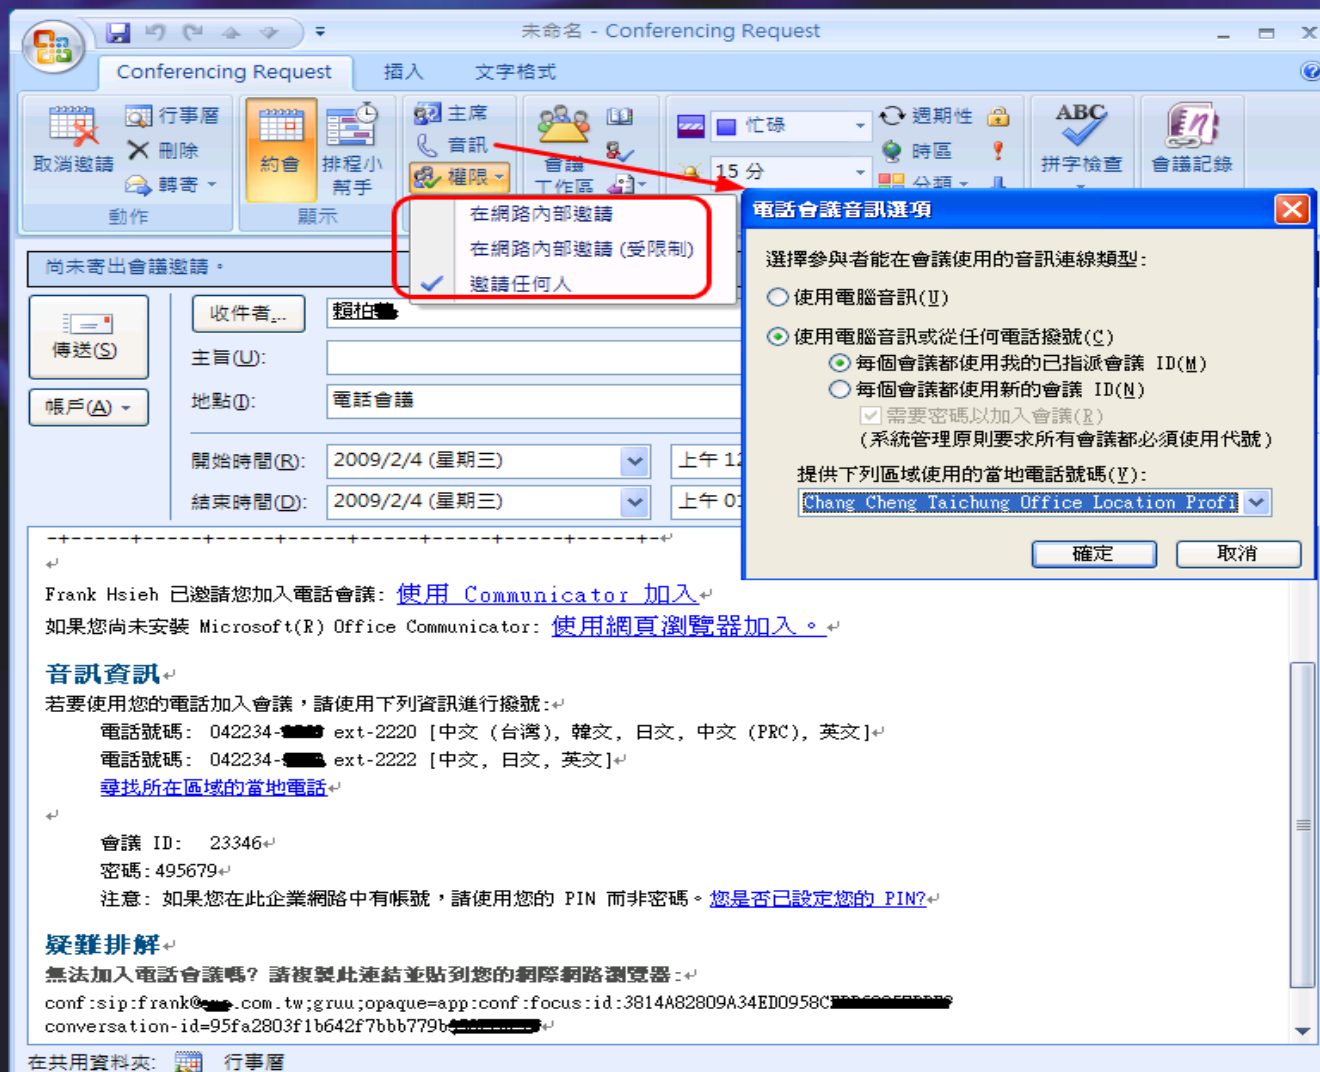 未命名 - Conferencing Request
Conferencing Request
插入
文字格式
取消邀請
行事曆
刪除
轉寄
動作
約會
排程小
幫手
顯示
主席
音訊
權限
會議
工作區
忙碌
15 分
週期性
時區
分類
ABC
拼字檢查
會議記錄
在網路內部邀請
在網路內部邀請 (受限制)
邀請任何人
尚未寄出會議邀請。
傳送(S)
帳戶(A)
收件者...
賴柏
主旨(U):
地點(I):
電話會議
開始時間(R):
2009/2/4 (星期三)
上午 12
結束時間(D):
2009/2/4 (星期三)
上午 01
電話會議音訊選項
選擇參與者能在會議使用的音訊連線類型:
使用電腦音訊(U)
使用電腦音訊或從任何電話撥號(C)
每個會議都使用我的已指派會議 ID(M)
每個會議都使用新的會議 ID(N)
需要密碼以加入會議(R)
(系統管理原則要求所有會議都必須使用代號)
提供下列區域使用的當地電話號碼(V):
Chang Cheng Taichung Office Location Profi
確定
取消
-+-----+-----+-----+-----+-----+-----+-----+-----+-
Frank Hsieh 已邀請您加入電話會議: 使用 Communicator 加入
如果您尚未安裝 Microsoft(R) Office Communicator: 使用網頁瀏覽器加入。
音訊資訊
若要使用您的電話加入會議，請使用下列資訊進行撥號:
電話號碼: 042234- ext-2220 [中文 (台灣), 韓文, 日文, 中文 (PRC), 英文]
電話號碼: 042234- ext-2222 [中文, 日文, 英文]
尋找所在區域的當地電話
會議 ID: 23346
密碼:495679
注意: 如果您在此企業網路中有帳號，請使用您的 PIN 而非密碼。您是否已設定您的 PIN?
疑難排解
無法加入電話會議嗎? 請複製此連結並貼到您的網際網路瀏覽器:
conf:sip:frank@ .com.tw;gruu;opaque=app:conf:focus:id:3814A82809A34ED0958C
conversation-id=95fa2803f1b642f7bbb779b
在共用資料夾:
行事曆